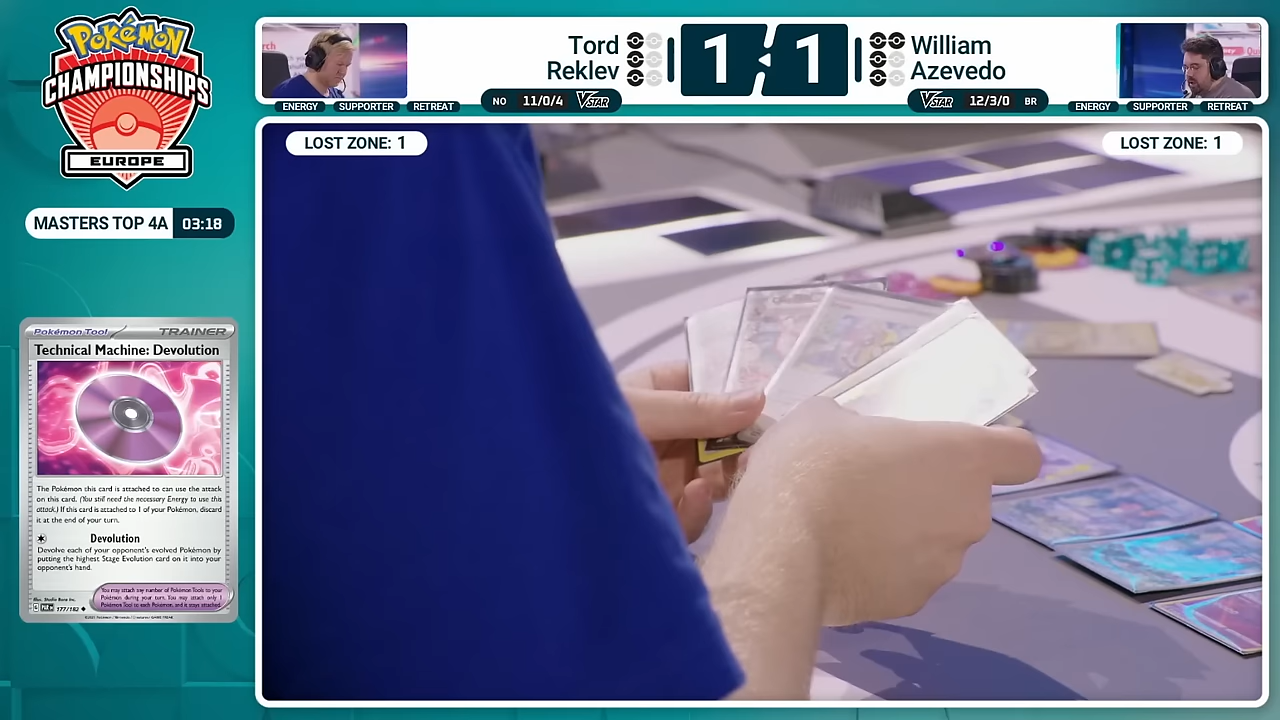 Pokémon
CHAMPIONSHIPS
EUROPE
MASTERS TOP 4A 03:18
Tord
Reklev
1 1
William
Azevedo
NO 11/0/4 VSTAR
VSTAR 12/3/0 BR
ENERGY SUPPORTER RETREAT
ENERGY SUPPORTER RETREAT
LOST ZONE: 1
LOST ZONE: 1
Pokémon Tool TRAINER
Technical Machine: Devolution
The Pokémon this card is attached to can use the attack
on this card. (You still need the necessary Energy to use this
attack.) If this card is attached to 1 of your Pokémon, discard
it at the end of your turn.
Devolution
Devolve each of your opponent's evolved Pokémon by
putting the highest Stage Evolution card on it into your
opponent's hand.
You may attach any number of Pokémon Tools to your
Pokémon during your turn. You may attach only 1
Pokémon Tool to each Pokémon, and it stays attached.
177/182